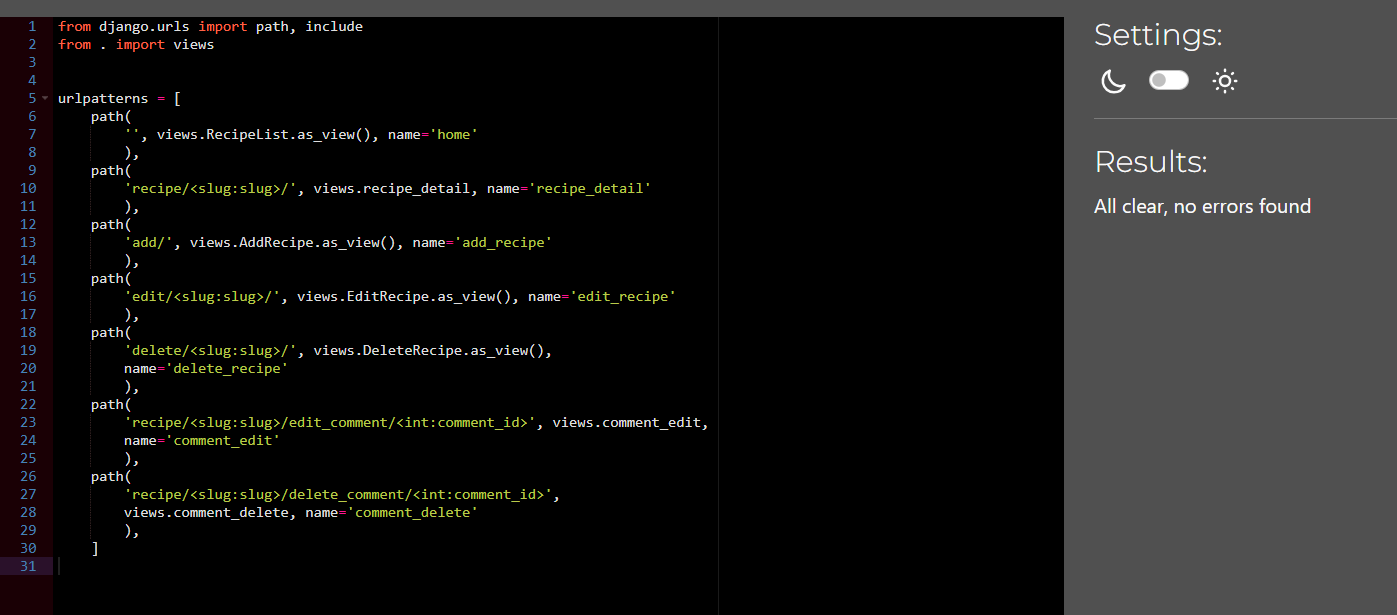 1 from django.urls import path, include
2 from . import views
3
4
5 urlpatterns = [
6     path(
7         '', views.RecipeList.as_view(), name='home'
8         ),
9     path(
10         'recipe/<slug:slug>/', views.recipe_detail, name='recipe_detail'
11         ),
12     path(
13         'add/', views.AddRecipe.as_view(), name='add_recipe'
14         ),
15     path(
16         'edit/<slug:slug>/', views.EditRecipe.as_view(), name='edit_recipe'
17         ),
18     path(
19         'delete/<slug:slug>/', views.DeleteRecipe.as_view(),
20         name='delete_recipe'
21         ),
22     path(
23         'recipe/<slug:slug>/edit_comment/<int:comment_id>', views.comment_edit,
24         name='comment_edit'
25         ),
26     path(
27         'recipe/<slug:slug>/delete_comment/<int:comment_id>',
28         views.comment_delete, name='comment_delete'
29         ),
30     ]
31
Settings:
Results:
All clear, no errors found